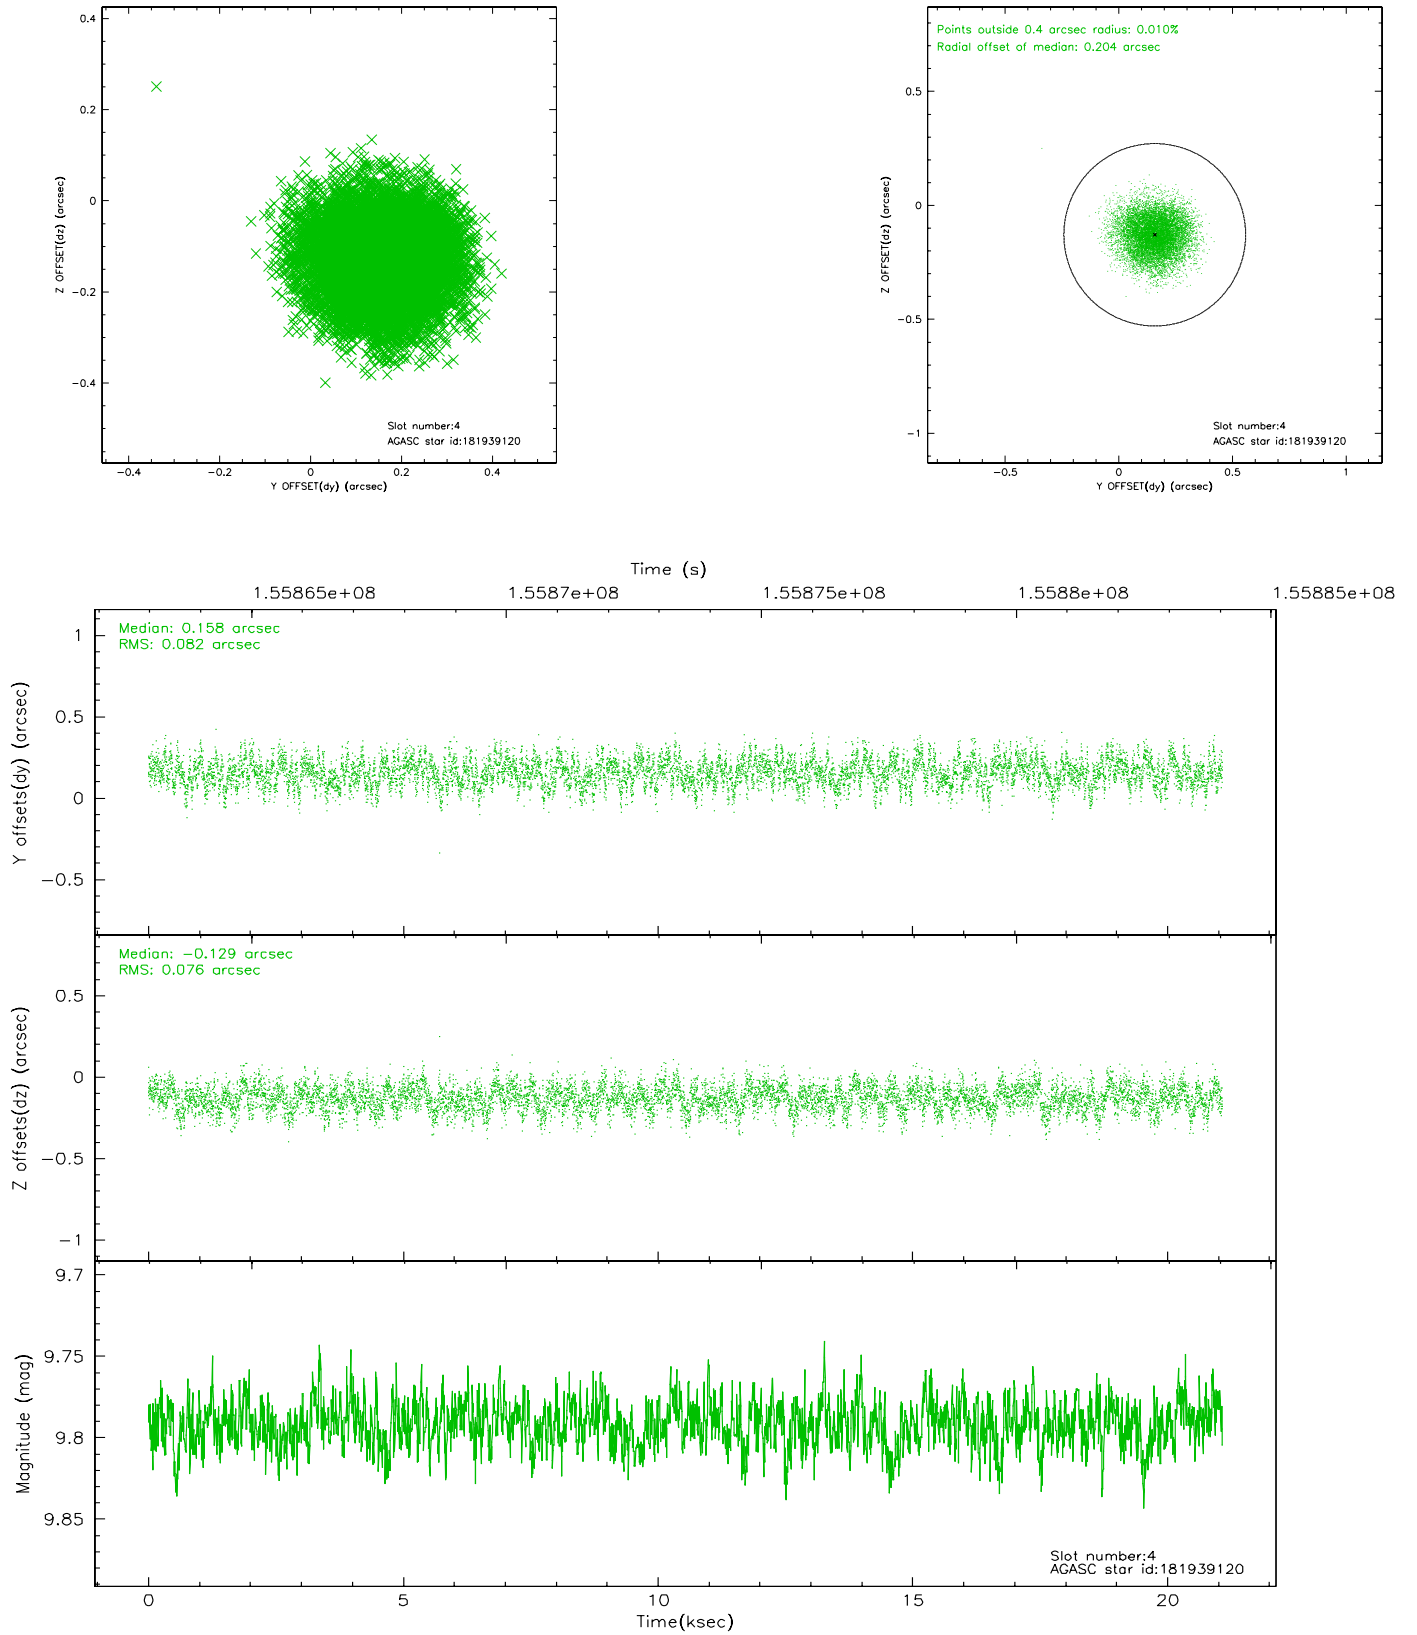 0.4
0.2
0
−0.2
−0.4
Z OFFSET(dz) (arcsec)
Slot number:4
AGASC star id:181939120
−0.4
−0.2
0
0.2
0.4
Y OFFSET(dy) (arcsec)
Points outside 0.4 arcsec radius: 0.010%
Radial offset of median: 0.204 arcsec
0.5
0
−0.5
−1
Z OFFSET(dz) (arcsec)
Slot number:4
AGASC star id:181939120
−0.5
0
0.5
1
Y OFFSET(dy) (arcsec)
Time (s)
1.55865e+08
1.5587e+08
1.55875e+08
1.5588e+08
1.55885e+08
Median: 0.158 arcsec
RMS: 0.082 arcsec
1
0.5
0
−0.5
Y offsets(dy) (arcsec)
Median: −0.129 arcsec
RMS: 0.076 arcsec
0.5
0
−0.5
−1
Z offsets(dz) (arcsec)
9.7
9.75
9.8
9.85
Magnitude (mag)
Slot number:4
AGASC star id:181939120
0
5
10
15
20
Time(ksec)